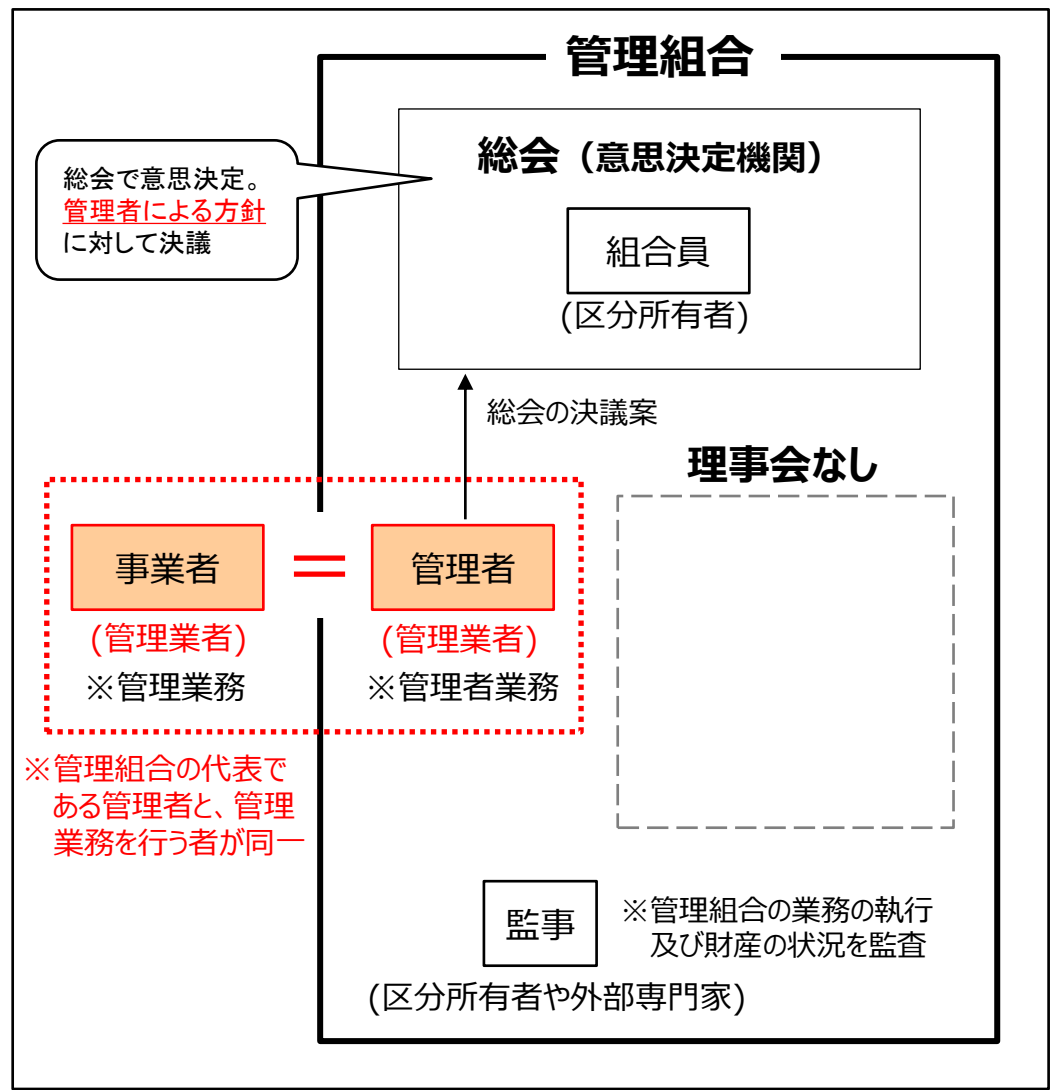 管理組合
総会（意思決定機関）
総会で意思決定。
管理者による方針
に対して決議
組合員
(区分所有者)
総会の決議案
理事会なし
事業者
＝
管理者
(管理業者)
(管理業者)
※管理業務
※管理者業務
※管理組合の代表で
ある管理者と、管理
業務を行う者が同一
監事
※管理組合の業務の執行
及び財産の状況を監査
(区分所有者や外部専門家)